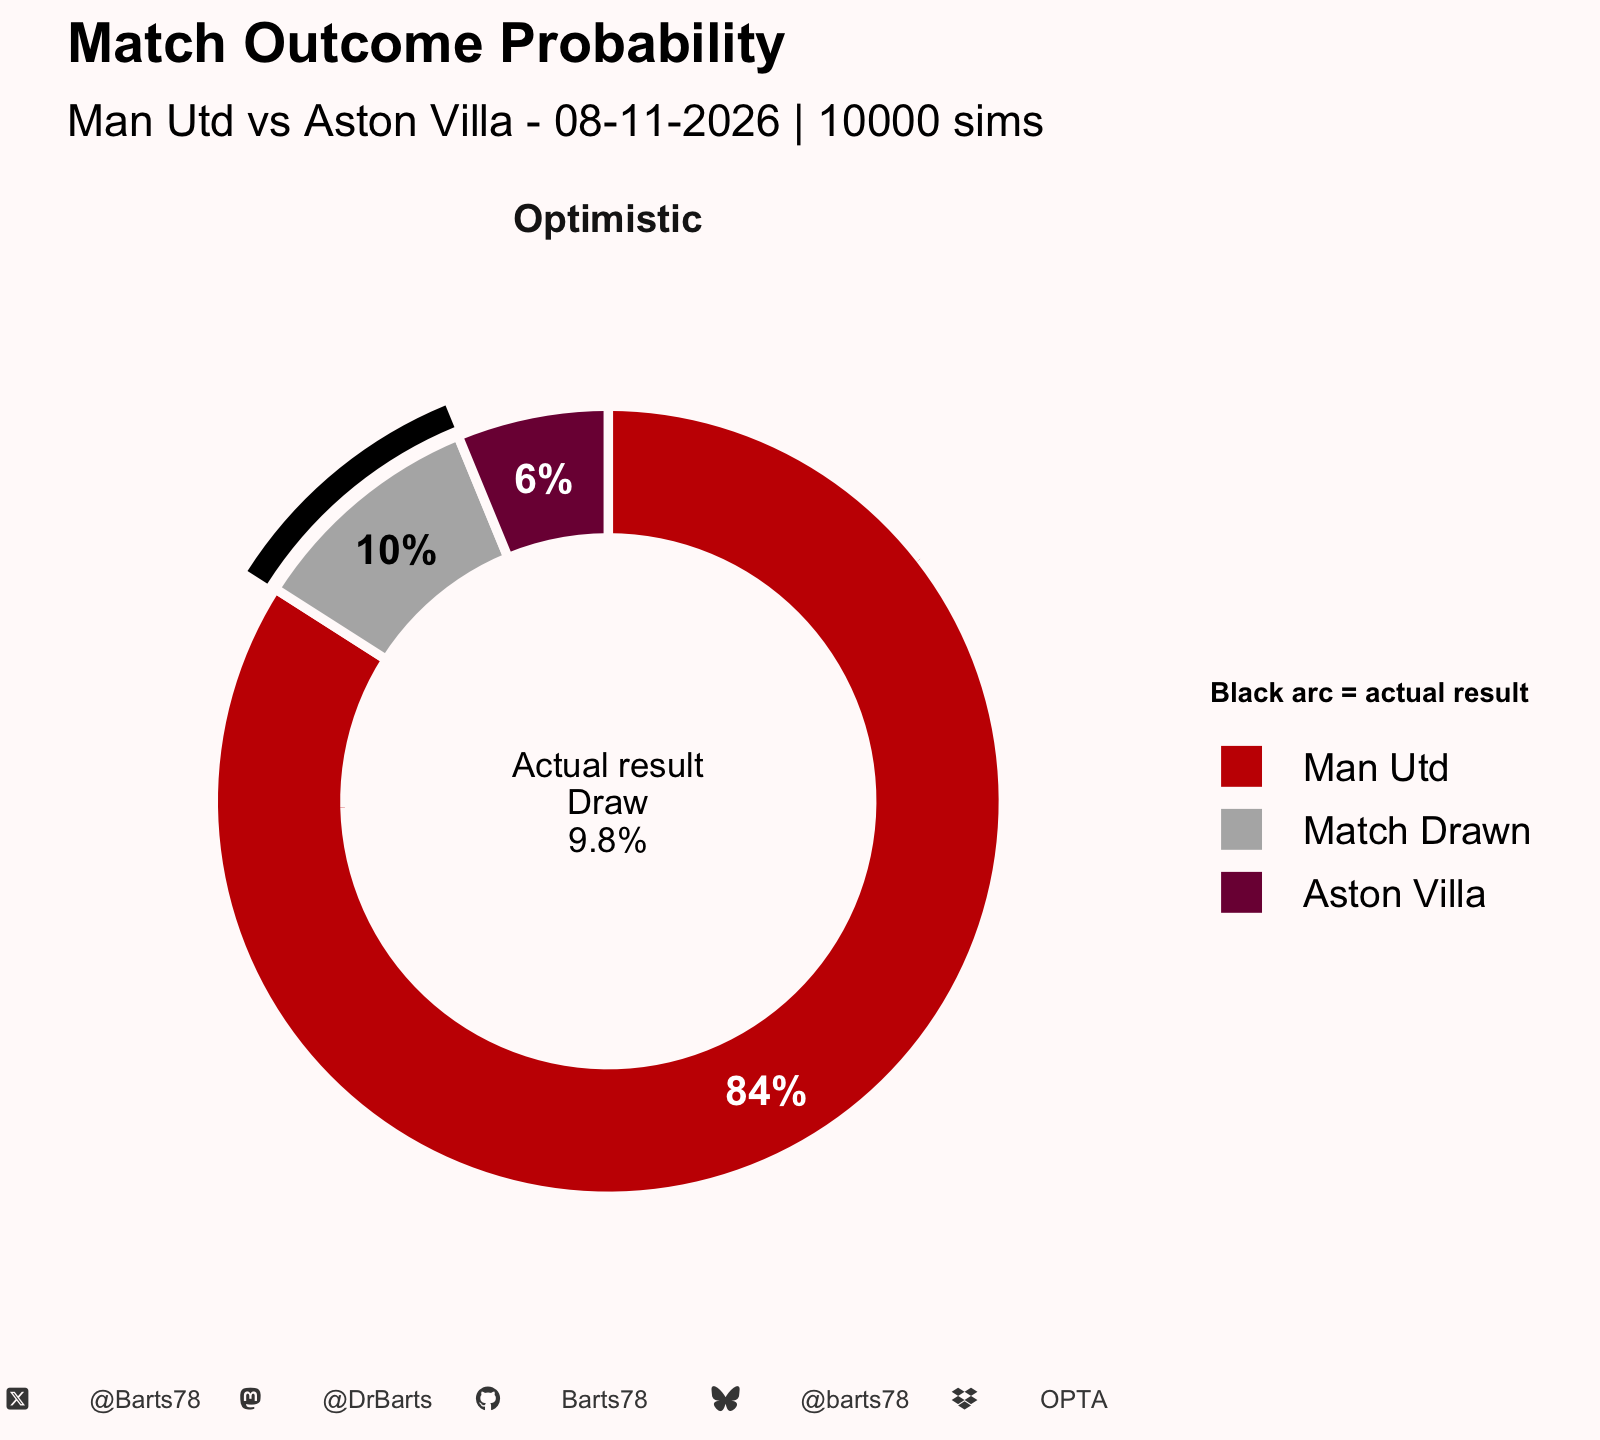 Match Outcome Probability
Man Utd vs Aston Villa - 08-11-2026 | 10000 sims
Optimistic
6%
10%
Actual result
Draw
9.8%
84%
Black arc = actual result
Man Utd
Match Drawn
Aston Villa
@Barts78 @DrBarts Barts78 @barts78 OPTA